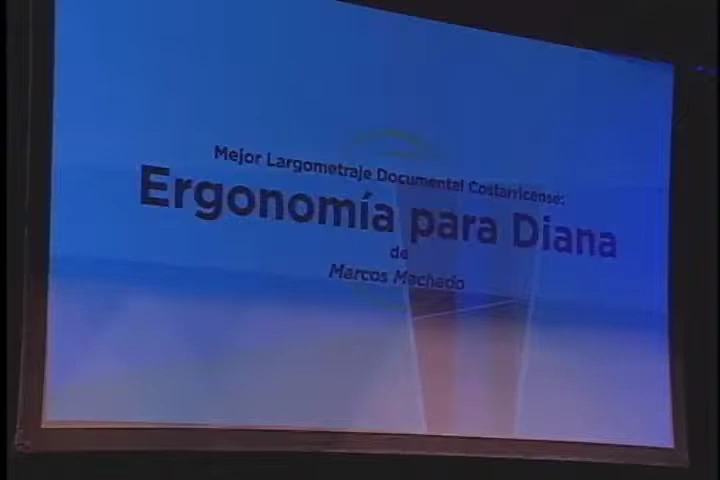 Mejor Largometraje Documental Costarricense:
Ergonomía para Diana
de
Marcos Machado